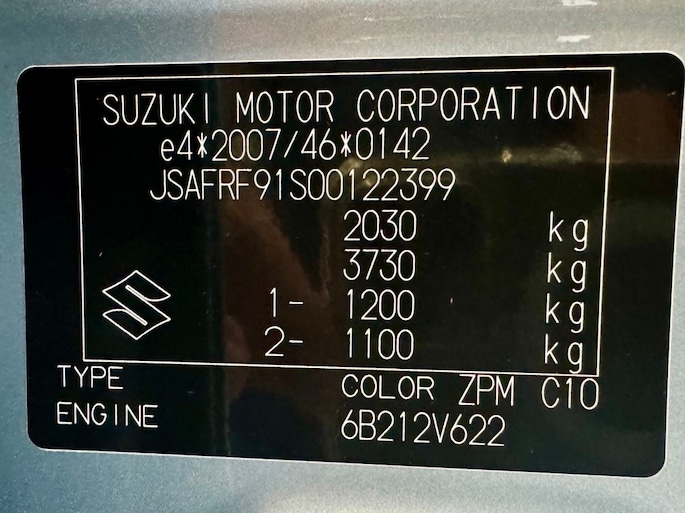 SUZUKI MOTOR CORPORATION
e4*2007/46*0142
JSAFRF91S00122399
2030 kg
3730 kg
1- 1200 kg
2- 1100 kg
TYPE COLOR ZPM C10
ENGINE 6B212V622